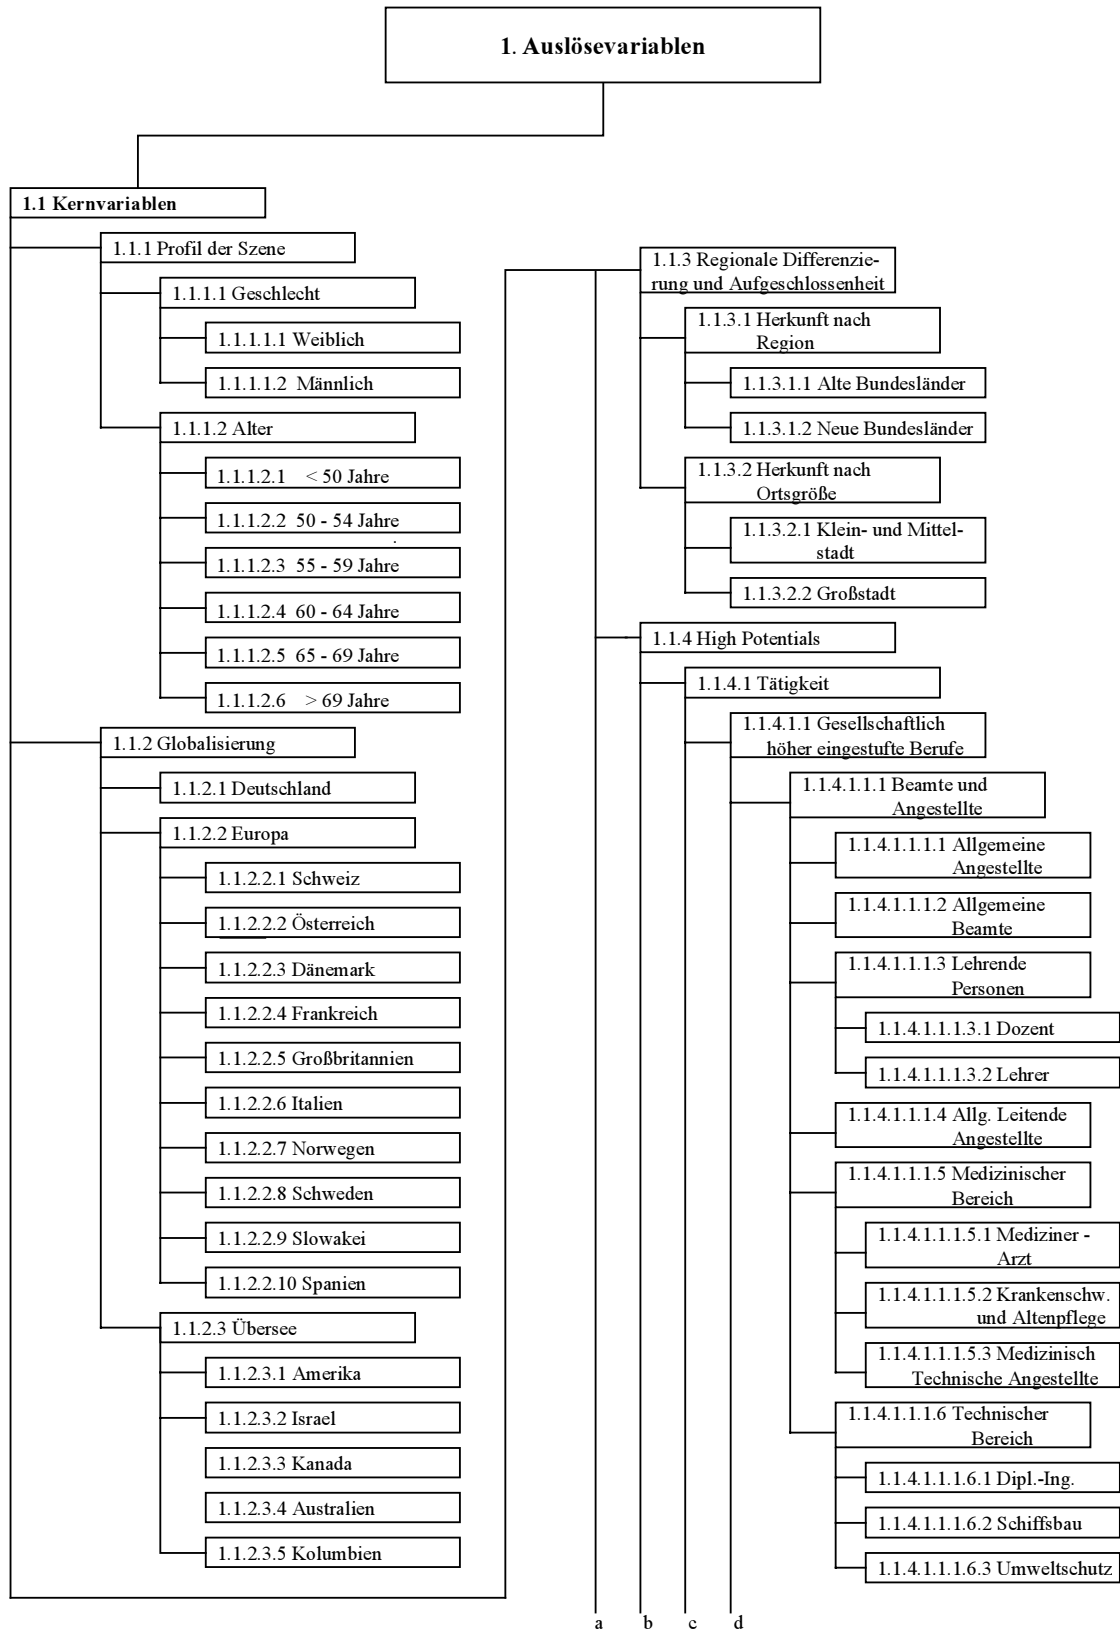 1. Auslösevariablen
1.1 Kernvariablen
1.1.1 Profil der Szene
1.1.1.1 Geschlecht
1.1.1.1.1 Weiblich
1.1.1.1.2 Männlich
1.1.1.2 Alter
1.1.1.2.1 < 50 Jahre
1.1.1.2.2 50 - 54 Jahre
1.1.1.2.3 55 - 59 Jahre
1.1.1.2.4 60 - 64 Jahre
1.1.1.2.5 65 - 69 Jahre
1.1.1.2.6 > 69 Jahre
1.1.2 Globalisierung
1.1.2.1 Deutschland
1.1.2.2 Europa
1.1.2.2.1 Schweiz
1.1.2.2.2 Österreich
1.1.2.2.3 Dänemark
1.1.2.2.4 Frankreich
1.1.2.2.5 Großbritannien
1.1.2.2.6 Italien
1.1.2.2.7 Norwegen
1.1.2.2.8 Schweden
1.1.2.2.9 Slowakei
1.1.2.2.10 Spanien
1.1.2.3 Übersee
1.1.2.3.1 Amerika
1.1.2.3.2 Israel
1.1.2.3.3 Kanada
1.1.2.3.4 Australien
1.1.2.3.5 Kolumbien
1.1.3 Regionale Differenzie-
rung und Aufgeschlossenheit
1.1.3.1 Herkunft nach
Region
1.1.3.1.1 Alte Bundesländer
1.1.3.1.2 Neue Bundesländer
1.1.3.2 Herkunft nach
Ortsgröße
1.1.3.2.1 Klein- und Mittel-
stadt
1.1.3.2.2 Großstadt
1.1.4 High Potentials
1.1.4.1 Tätigkeit
1.1.4.1.1 Gesellschaftlich
höher eingestufte Berufe
1.1.4.1.1.1 Beamte und
Angestellte
1.1.4.1.1.1.1 Allgemeine
Angestellte
1.1.4.1.1.1.2 Allgemeine
Beamte
1.1.4.1.1.1.3 Lehrende
Personen
1.1.4.1.1.1.3.1 Dozent
1.1.4.1.1.1.3.2 Lehrer
1.1.4.1.1.1.4 Allg. Leitende
Angestellte
1.1.4.1.1.1.5 Medizinischer
Bereich
1.1.4.1.1.1.5.1 Mediziner -
Arzt
1.1.4.1.1.1.5.2 Krankenschw.
und Altenpflege
1.1.4.1.1.1.5.3 Medizinisch
Technische Angestellte
1.1.4.1.1.1.6 Technischer
Bereich
1.1.4.1.1.1.6.1 Dipl.-Ing.
1.1.4.1.1.1.6.2 Schiffsbau
1.1.4.1.1.1.6.3 Umweltschutz
a b c d